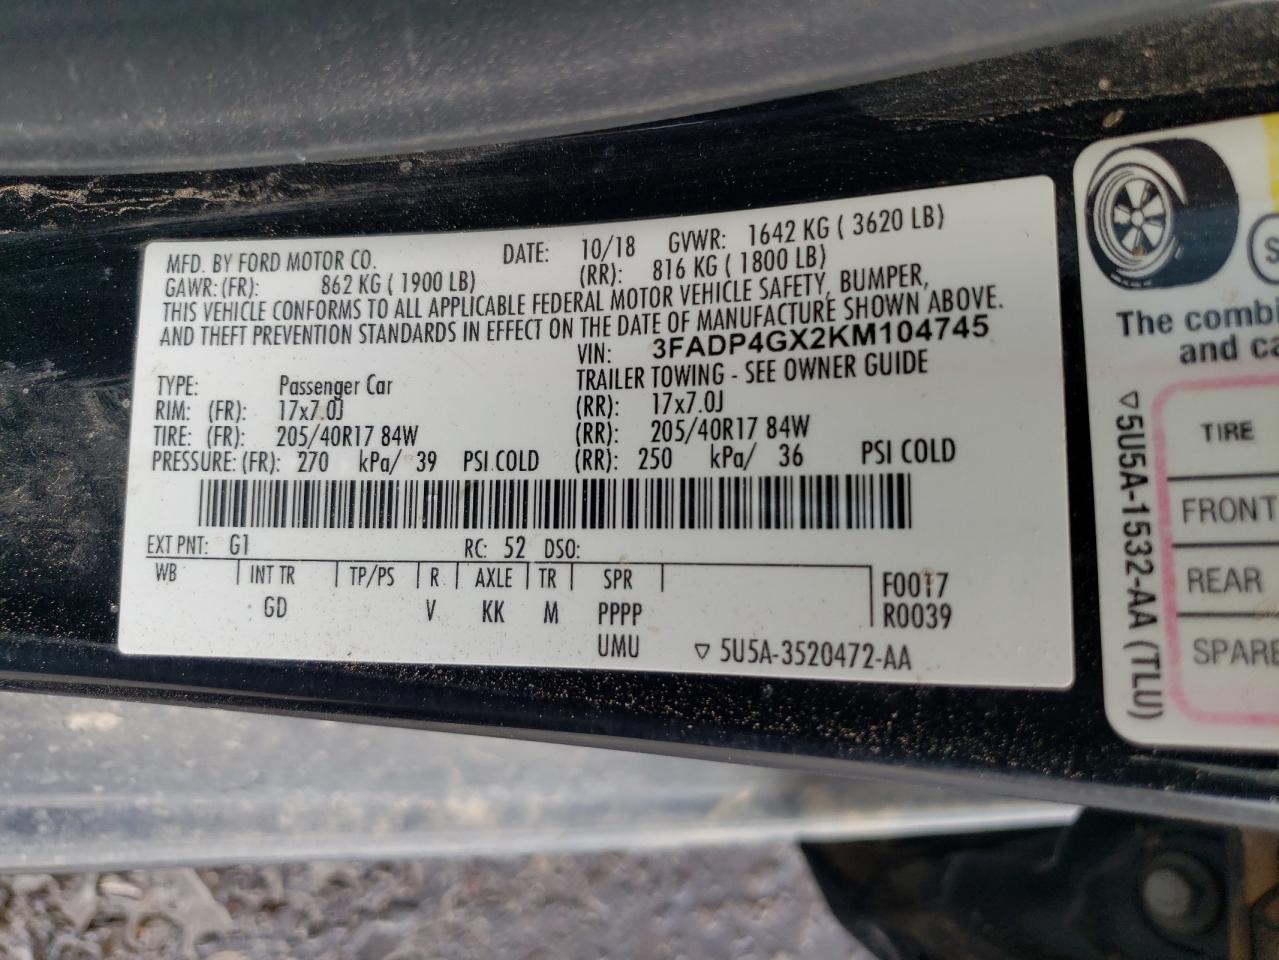 MFD. BY FORD MOTOR CO. DATE: 10/18 GVWR: 1642 KG ( 3620 LB)
GAWR: (FR): 862 KG ( 1900 LB) (RR): 816 KG ( 1800 LB)
THIS VEHICLE CONFORMS TO ALL APPLICABLE FEDERAL MOTOR VEHICLE SAFETY, BUMPER,
AND THEFT PREVENTION STANDARDS IN EFFECT ON THE DATE OF MANUFACTURE SHOWN ABOVE.
VIN: 3FADP4GX2KM104745
TYPE: Passenger Car TRAILER TOWING - SEE OWNER GUIDE
RIM: (FR): 17x7.0J (RR): 17x7.0J
TIRE: (FR): 205/40R17 84W (RR): 205/40R17 84W
PRESSURE: (FR): 270 kPa/ 39 PSI COLD (RR): 250 kPa/ 36 PSI COLD
EXT PNT: G1 RC: 52 DSO:
WB INT TR TP/PS R AXLE TR SPR F0017
GD V KK M PPPP R0039
UMU ▽ 5U5A-3520472-AA
The combi
and ca
▽5U5A-1532-AA (TLU)
TIRE
FRONT
REAR
SPARE